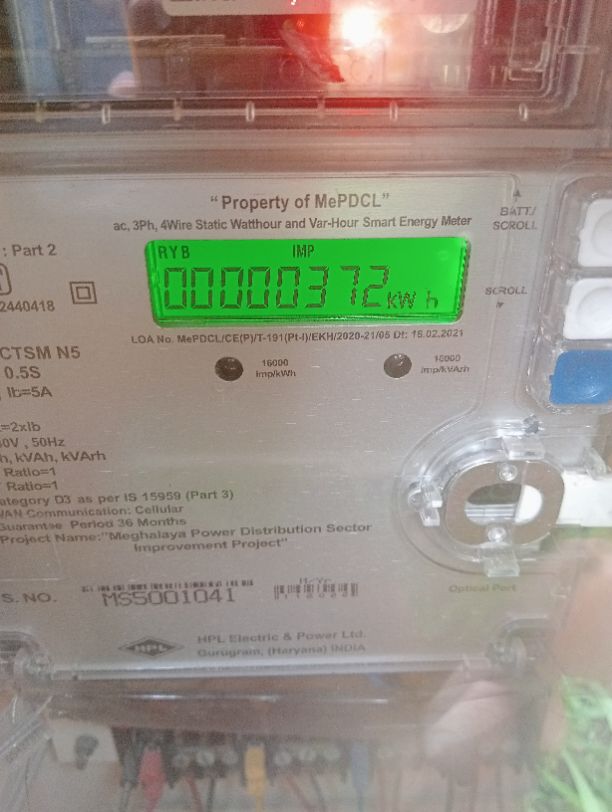 "Property of MePDCL"
ac, 3Ph, 4Wire Static Watthour and Var-Hour Smart Energy Meter
BATT/
SCROLL
: Part 2
RYB IMP
00000372 kW h
2440418
SCROLL
LOA No. MePDCL/CE(P)/T-191(Pt-I)/EKH/2020-21/05 Dt: 16.02.2021
CTSM N5
0.5S
, Ib=5A
16000
imp/kWh
16000
imp/kVArh
=2xIb
0V , 50Hz
h, kVAh, kVArh
Ratio=1
Ratio=1
ategory D3 as per IS 15959 (Part 3)
WAN Communication: Cellular
Guarantee Period 36 Months
Project Name:"Meghalaya Power Distribution Sector
Improvement Project"
S. NO. MS5001041
Optical Port
HPL
HPL Electric & Power Ltd.
Gurugram, (Haryana) INDIA